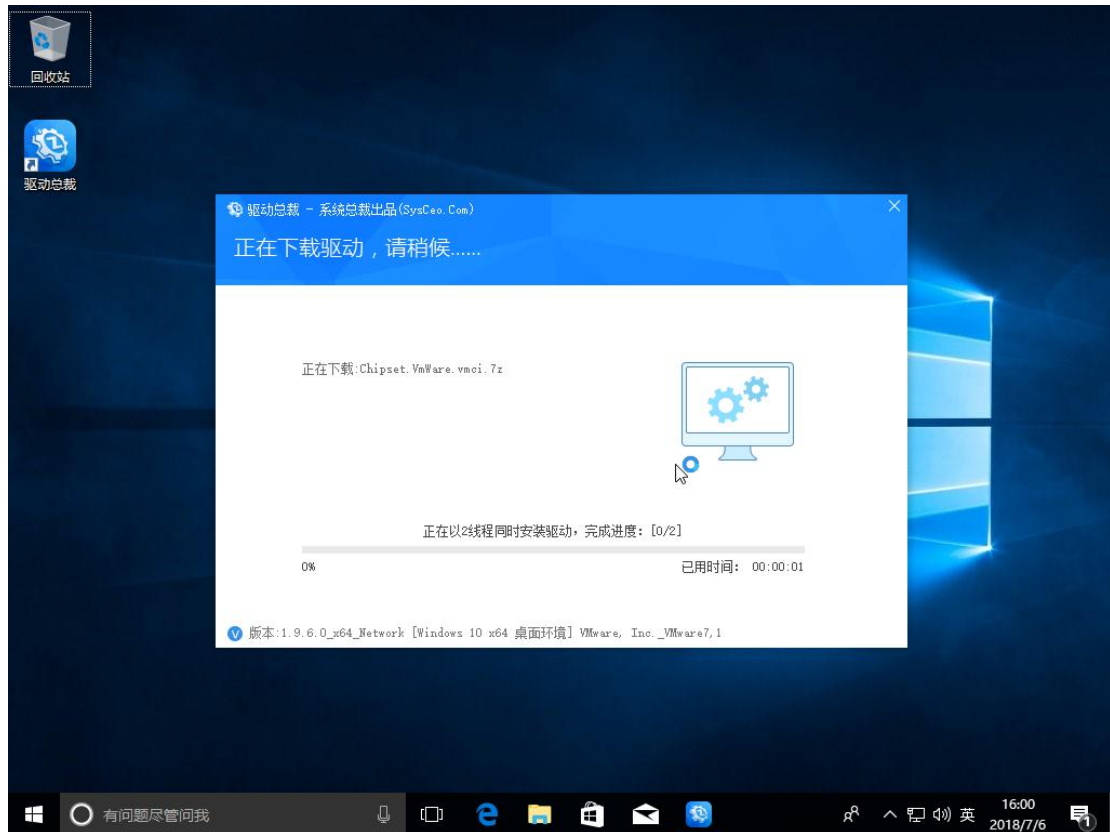 回收站
驱动总裁
驱动总裁 - 系统总裁出品(SysCeo.Com)
正在下载驱动，请稍候......
正在下载:Chipset.VmWare.vmci.7z
正在以2线程同时安装驱动，完成进度：[0/2]
0%
已用时间： 00:00:01
版本:1.9.6.0_x64_Network [Windows 10 x64 桌面环境] VMware, Inc._VMware7,1
有问题尽管问我
英
16:00
2018/7/6
1